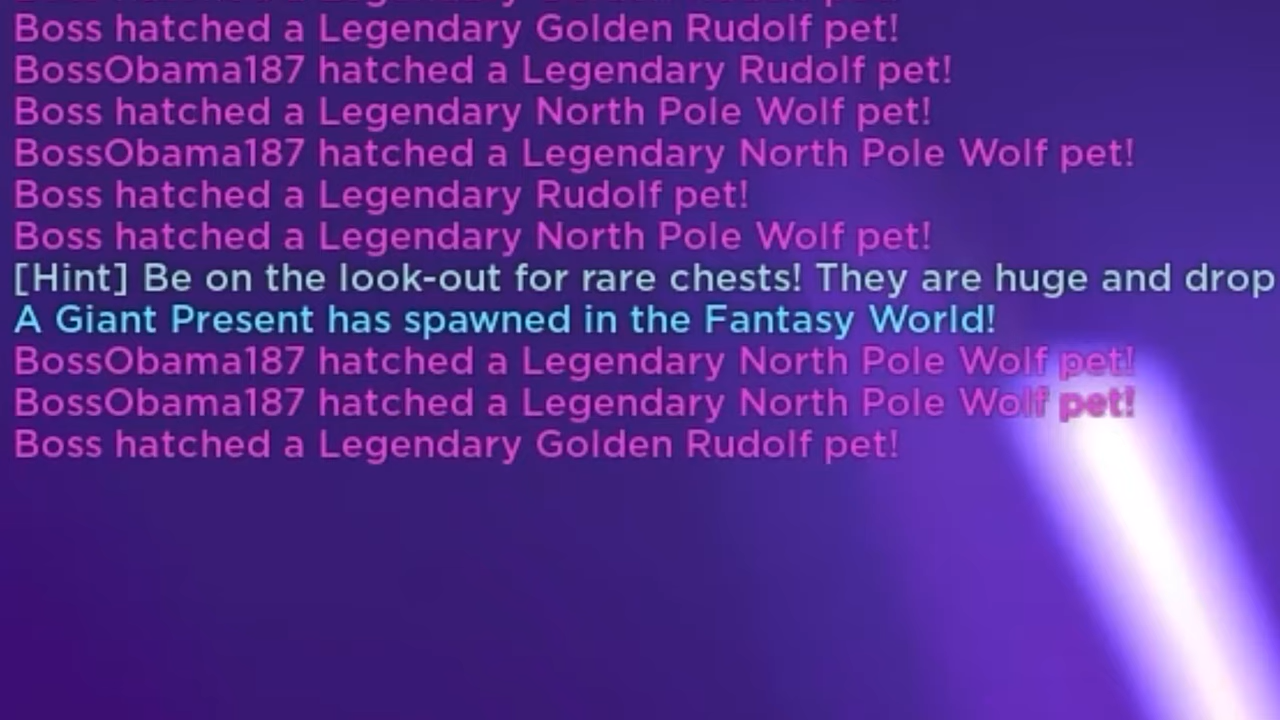 Boss hatched a Legendary Golden Rudolf pet!
BossObama187 hatched a Legendary Rudolf pet!
Boss hatched a Legendary North Pole Wolf pet!
BossObama187 hatched a Legendary North Pole Wolf pet!
Boss hatched a Legendary Rudolf pet!
Boss hatched a Legendary North Pole Wolf pet!
[Hint] Be on the look-out for rare chests! They are huge and drop
A Giant Present has spawned in the Fantasy World!
BossObama187 hatched a Legendary North Pole Wolf pet!
BossObama187 hatched a Legendary North Pole Wolf pet!
Boss hatched a Legendary Golden Rudolf pet!